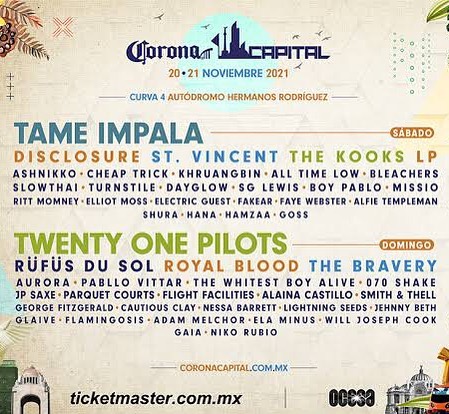 Corona CAPITAL
20 • 21 NOVIEMBRE 2021
CURVA 4 AUTÓDROMO HERMANOS RODRÍGUEZ
TAME IMPALA
SÁBADO
DISCLOSURE ST. VINCENT THE KOOKS LP
ASHNIKKO • CHEAP TRICK • KHRUANGBIN • ALL TIME LOW • BLEACHERS
SLOWTHAI • TURNSTILE • DAYGLOW • SG LEWIS • BOY PABLO • MISSIO
RITT MOMNEY • ELLIOT MOSS • ELECTRIC GUEST • FAKEAR • FAYE WEBSTER • ALFIE TEMPLEMAN
SHURA • HANA • HAMZAA • GOSS
TWENTY ONE PILOTS
DOMINGO
RÜFÜS DU SOL ROYAL BLOOD THE BRAVERY
AURORA • PABLLO VITTAR • THE WHITEST BOY ALIVE • 070 SHAKE
JP SAXE • PARQUET COURTS • FLIGHT FACILITIES • ALAINA CASTILLO • SMITH & THELL
GEORGE FITZGERALD • CAUTIOUS CLAY • NESSA BARRETT • LIGHTNING SEEDS • JEHNNY BETH
GLAIVE • FLAMINGOSIS • ADAM MELCHOR • ELA MINUS • WILL JOSEPH COOK
GAIA • NIKO RUBIO
CORONACAPITAL.COM.MX
ticketmaster.com.mx
ocesa